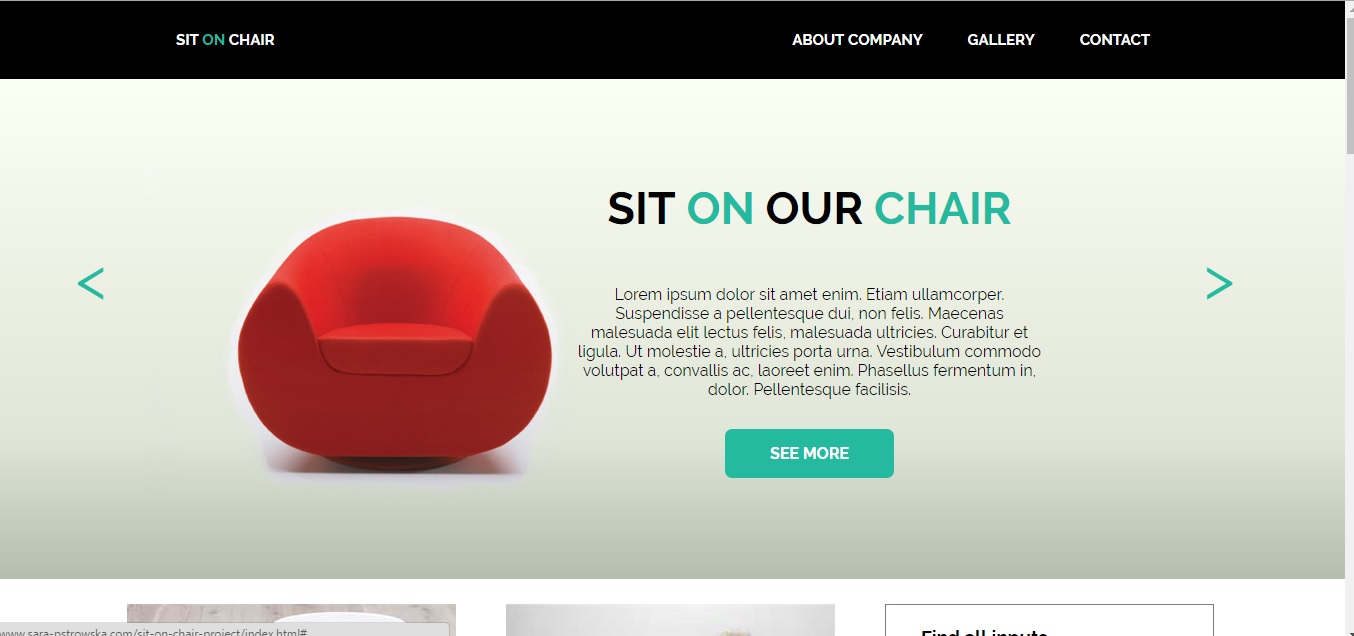 SIT ON CHAIR
ABOUT COMPANY
GALLERY
CONTACT
<
SIT ON OUR CHAIR
Lorem ipsum dolor sit amet enim. Etiam ullamcorper.
Suspendisse a pellentesque dui, non felis. Maecenas
malesuada elit lectus felis, malesuada ultricies. Curabitur et
ligula. Ut molestie a, ultricies porta urna. Vestibulum commodo
volutpat a, convallis ac, laoreet enim. Phasellus fermentum in,
dolor. Pellentesque facilisis.
SEE MORE
>
Find all inputs
www.sara-pstrowska.com/sit-on-chair-project/index.html#